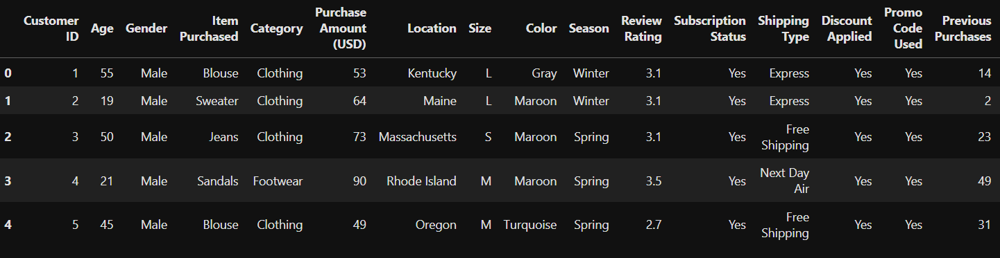 Customer ID Age Gender Item Purchased Category Purchase Amount (USD) Location Size Color Season Review Rating Subscription Status Shipping Type Discount Applied Promo Code Used Previous Purchases
0 1 55 Male Blouse Clothing 53 Kentucky L Gray Winter 3.1 Yes Express Yes Yes 14
1 2 19 Male Sweater Clothing 64 Maine L Maroon Winter 3.1 Yes Express Yes Yes 2
2 3 50 Male Jeans Clothing 73 Massachusetts S Maroon Spring 3.1 Yes Free Shipping Yes Yes 23
3 4 21 Male Sandals Footwear 90 Rhode Island M Maroon Spring 3.5 Yes Next Day Air Yes Yes 49
4 5 45 Male Blouse Clothing 49 Oregon M Turquoise Spring 2.7 Yes Free Shipping Yes Yes 31